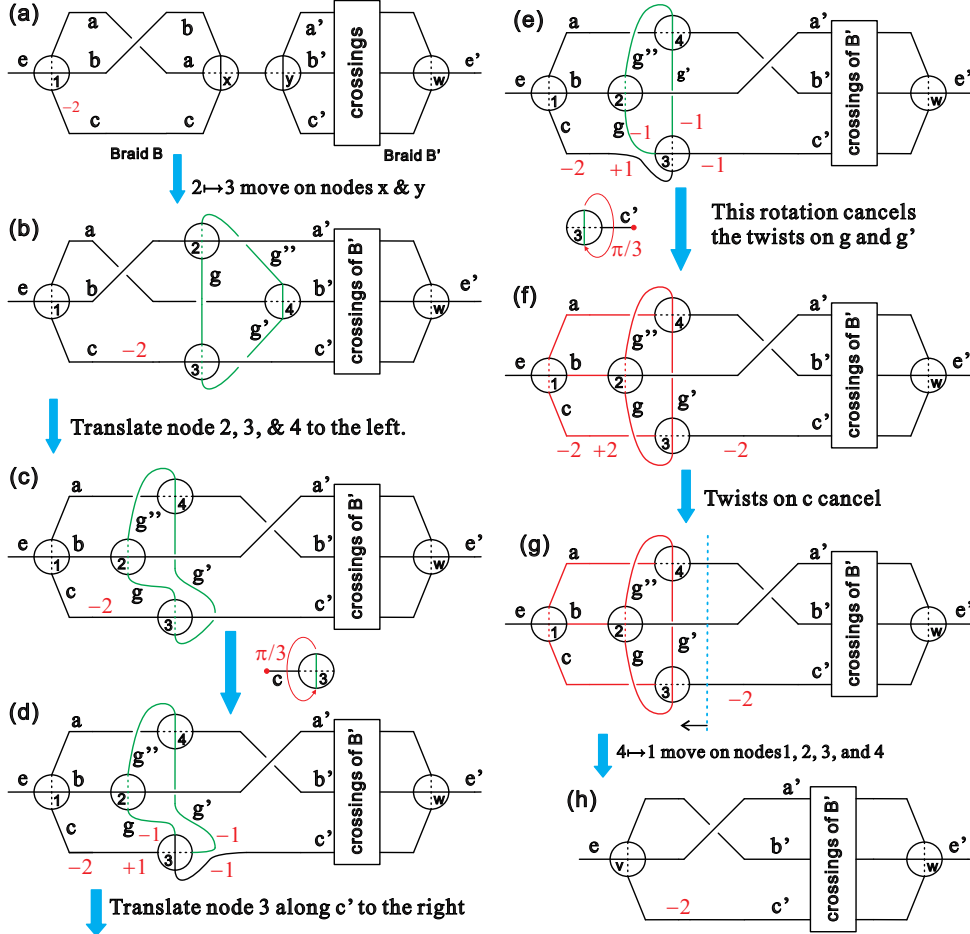 (a)
a
b
e
b
a
c
c
1
-2
x
y
a'
b'
c'
crossings
w
e'
Braid B
Braid B'
2↦3 move on nodes x & y
(b)
a
e
b
c
-2
1
2
3
4
g
g''
g'
a'
b'
c'
crossings of B'
w
e'
Translate node 2, 3, & 4 to the left.
(c)
a
e
b
c
-2
1
2
3
4
g''
g
g'
a'
b'
c'
crossings of B'
w
e'
π/3
c
3
(d)
a
e
b
c
-2
+1
1
2
3
4
g''
g
-1
g'
-1
-1
a'
b'
c'
crossings of B'
w
e'
Translate node 3 along c' to the right
(e)
a
e
b
c
-2
+1
1
2
3
4
g''
g
-1
g'
-1
-1
a'
b'
c'
crossings of B'
w
e'
3
c'
π/3
This rotation cancels
the twists on g and g'
(f)
a
e
b
c
-2
+2
1
2
3
4
g''
g
g'
-2
a'
b'
c'
crossings of B'
w
e'
Twists on c cancel
(g)
a
e
b
c
1
2
3
4
g''
g
g'
-2
a'
b'
c'
crossings of B'
w
e'
4↦1 move on nodes 1, 2, 3, and 4
(h)
e
v
-2
a'
b'
c'
crossings of B'
w
e'